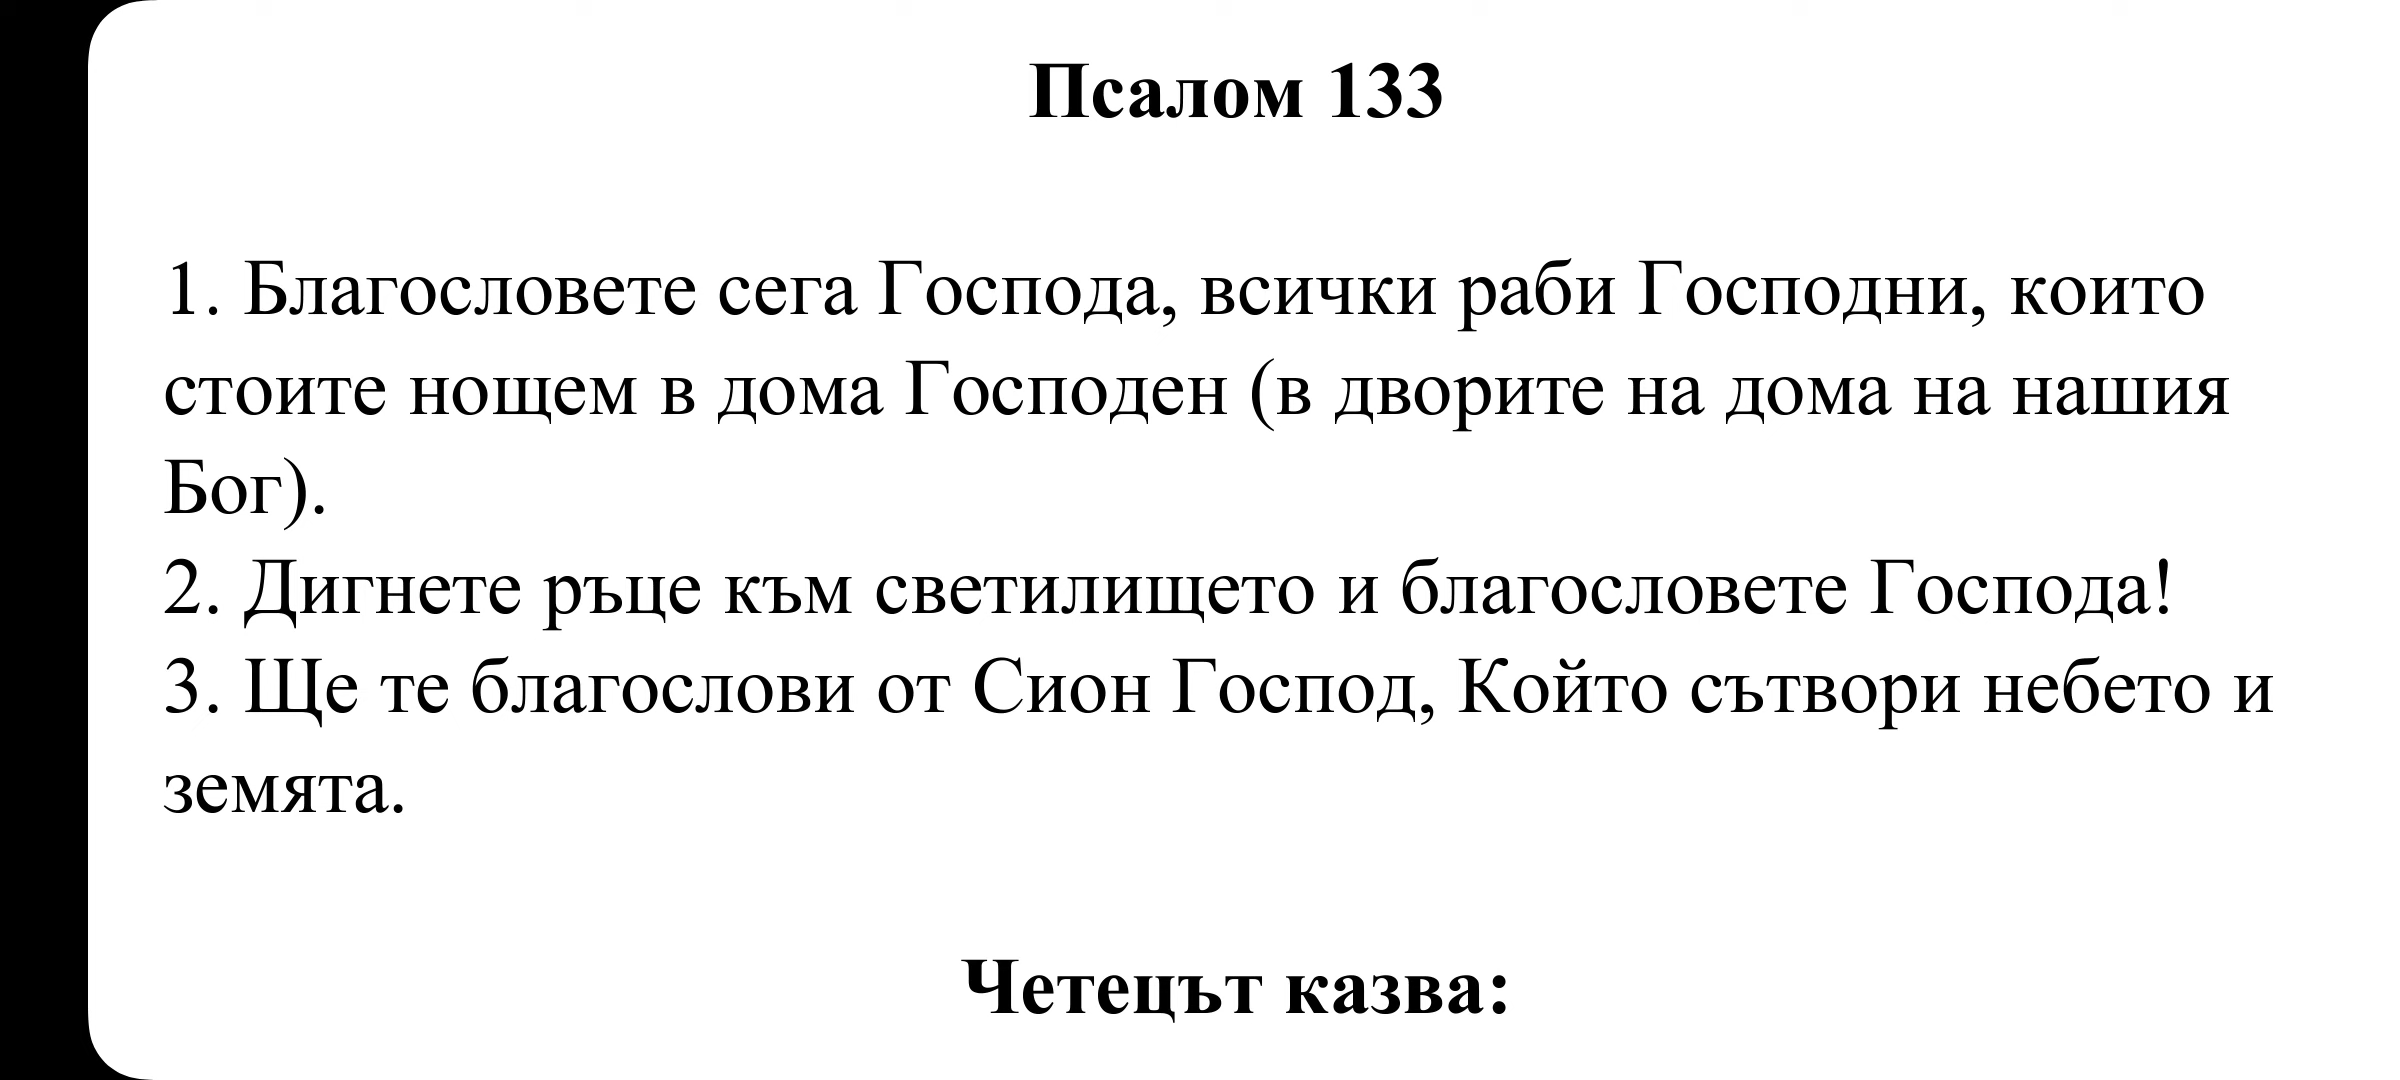 Псалом 133
1. Благословете сега Господа, всички раби Господни, които
стоите нощем в дома Господен (в дворите на дома на нашия
Бог).
2. Дигнете ръце към светилището и благословете Господа!
3. Ще те благослови от Сион Господ, Който сътвори небето и
земята.
Четецът казва: